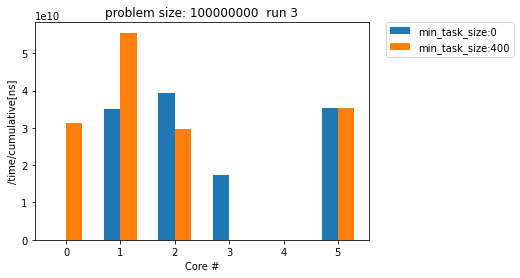 problem size: 100000000  run 3
1e10
/time/cumulative[ns]
5
4
3
2
1
0
0 1 2 3 4 5
Core #
min_task_size:0
min_task_size:400